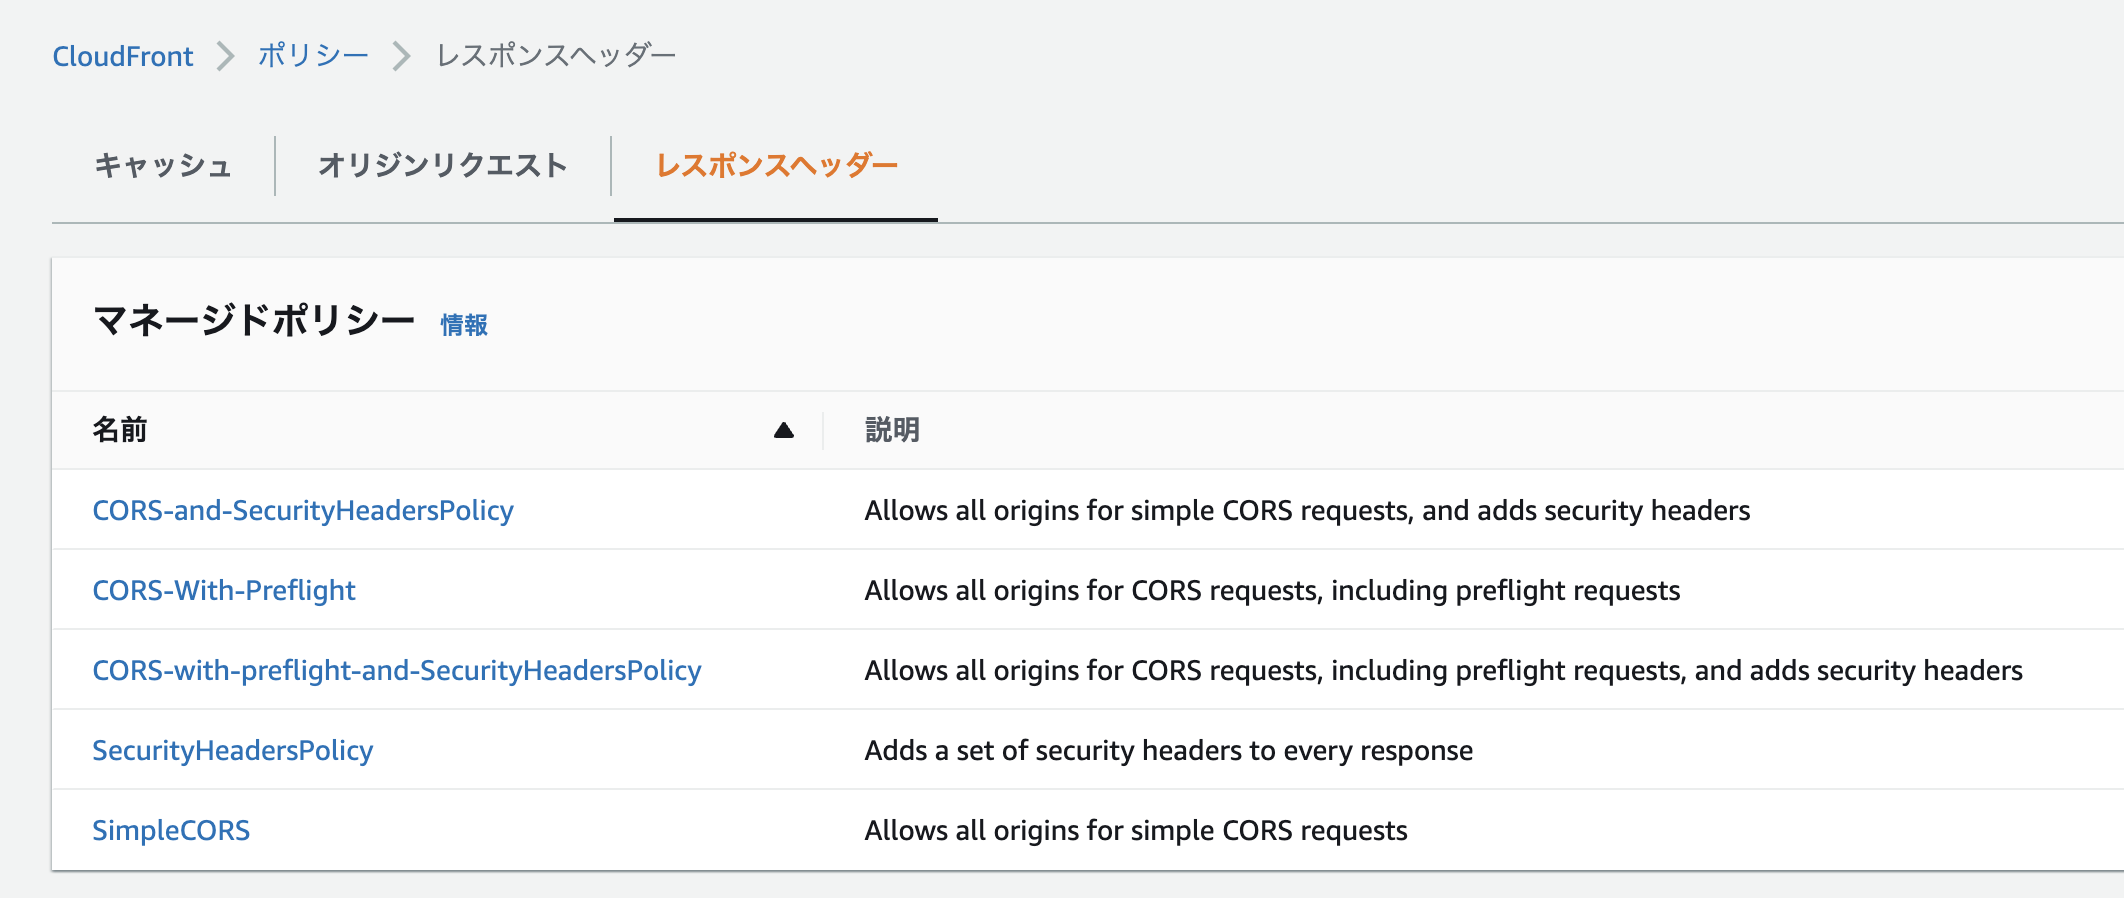 CloudFront > ポリシー > レスポンスヘッダー
キャッシュ オリジンリクエスト レスポンスヘッダー
マネージドポリシー 情報
名前 ▲ 説明
CORS-and-SecurityHeadersPolicy Allows all origins for simple CORS requests, and adds security headers
CORS-With-Preflight Allows all origins for CORS requests, including preflight requests
CORS-with-preflight-and-SecurityHeadersPolicy Allows all origins for CORS requests, including preflight requests, and adds security headers
SecurityHeadersPolicy Adds a set of security headers to every response
SimpleCORS Allows all origins for simple CORS requests